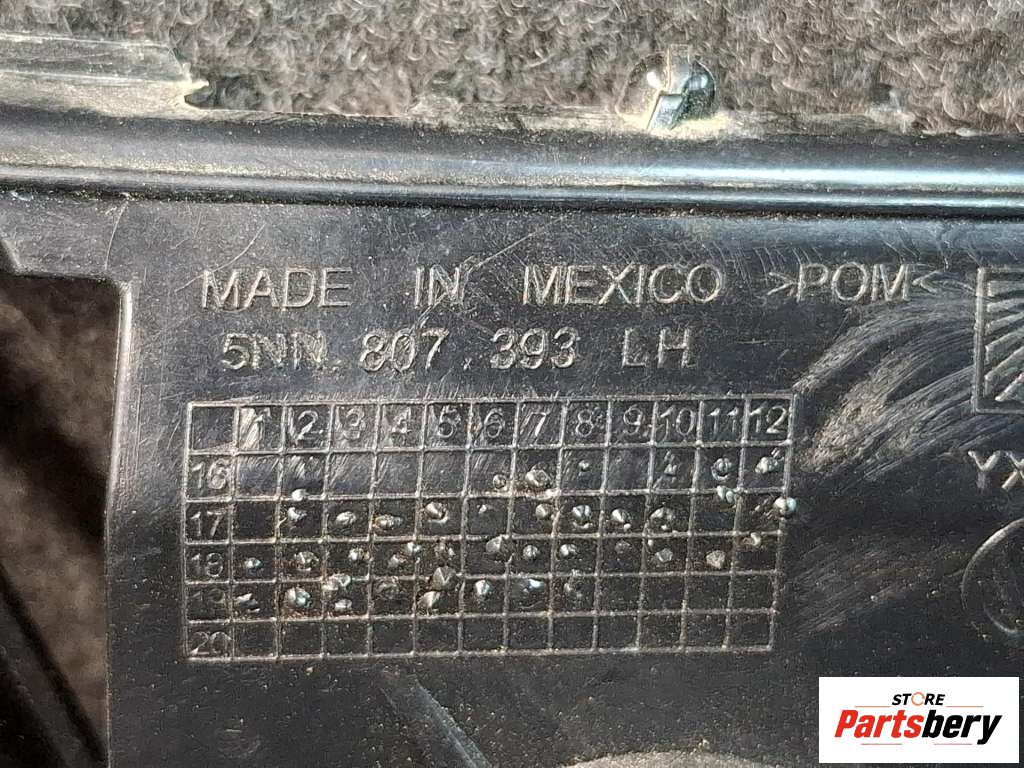 MADE IN MEXICO >POM<
5NN.807.393 LH
1 2 3 4 5 6 7 8 9 10 11 12
16
17
18
19
20
YX
STORE
Partsbery